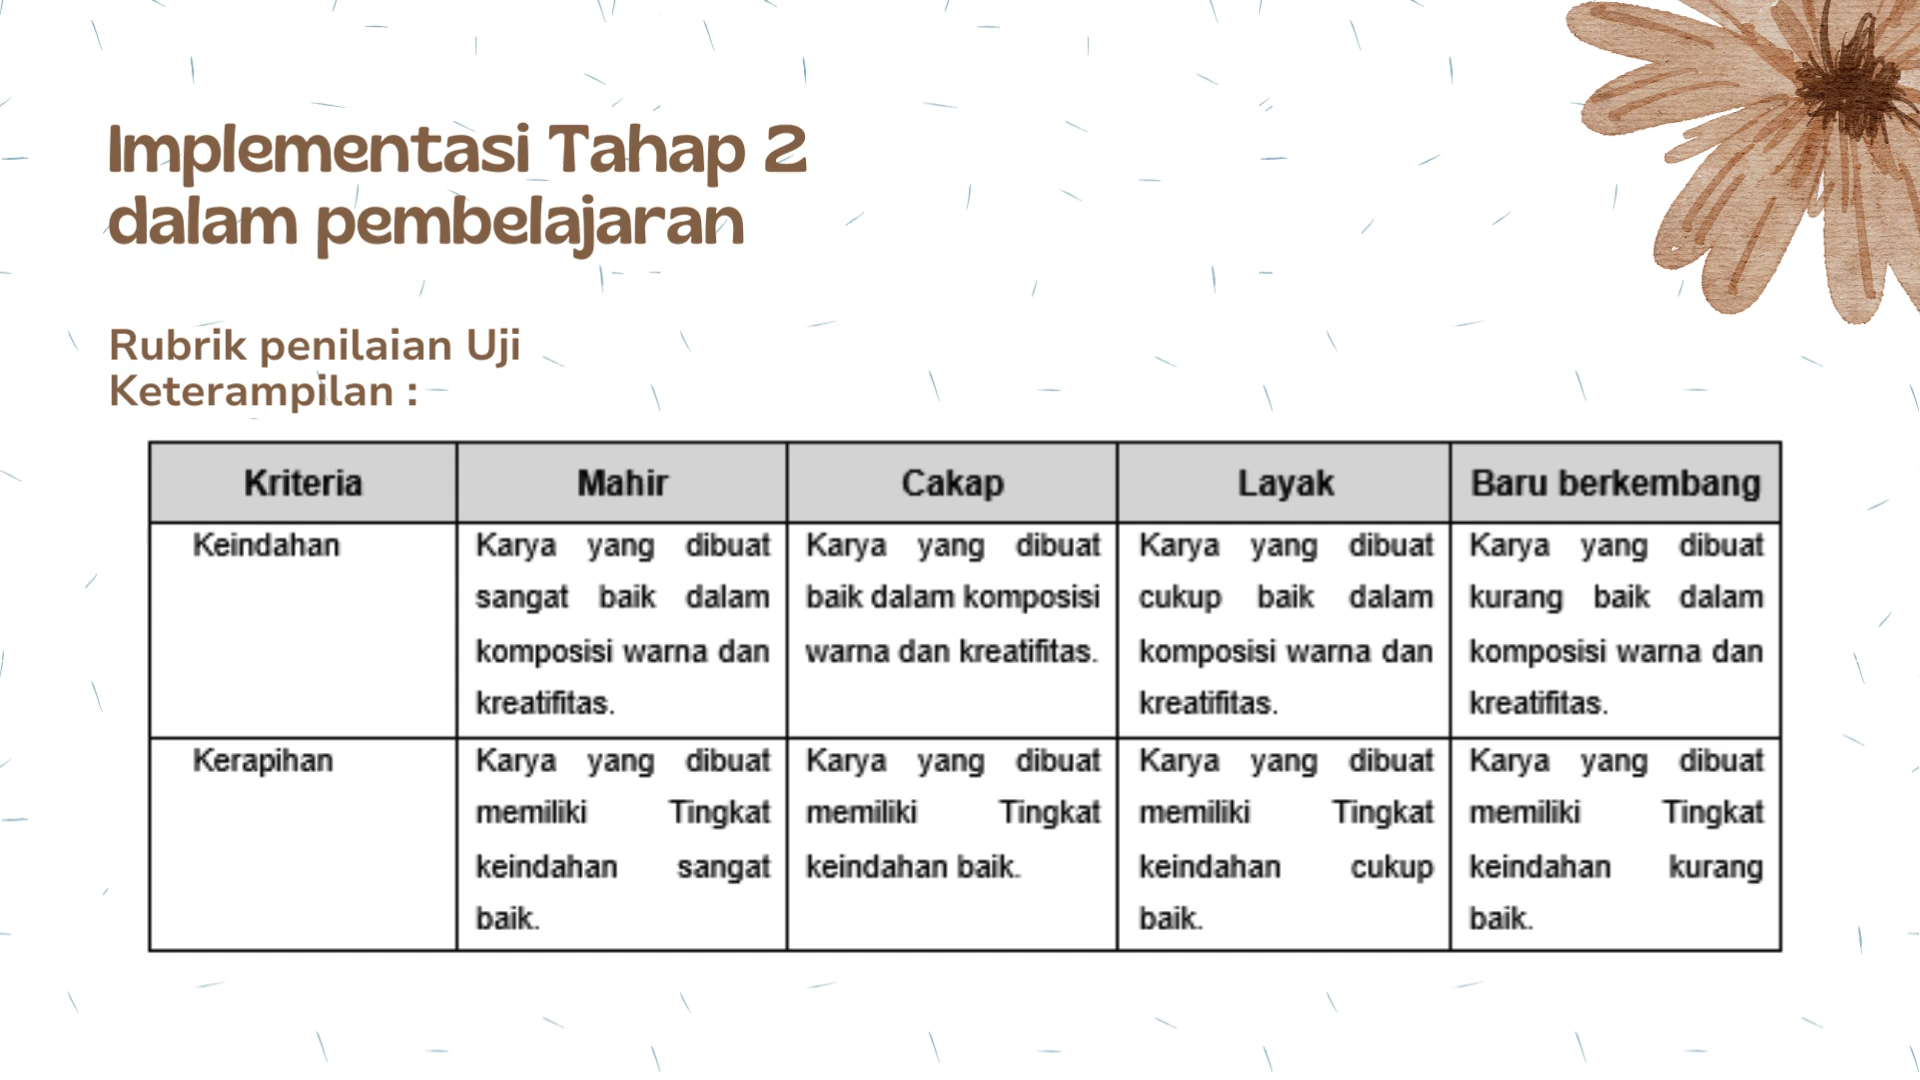 Implementasi Tahap 2
dalam pembelajaran
Rubrik penilaian Uji
Keterampilan :
Kriteria
Mahir
Cakap
Layak
Baru berkembang
Keindahan
Karya yang dibuat
sangat baik dalam
komposisi warna dan
kreatifitas.
Karya yang dibuat
baik dalam komposisi
warna dan kreatifitas.
Karya yang dibuat
cukup baik dalam
komposisi warna dan
kreatifitas.
Karya yang dibuat
kurang baik dalam
komposisi warna dan
kreatifitas.
Kerapihan
Karya yang dibuat
memiliki Tingkat
keindahan sangat
baik.
Karya yang dibuat
memiliki Tingkat
keindahan baik.
Karya yang dibuat
memiliki Tingkat
keindahan cukup
baik.
Karya yang dibuat
memiliki Tingkat
keindahan kurang
baik.